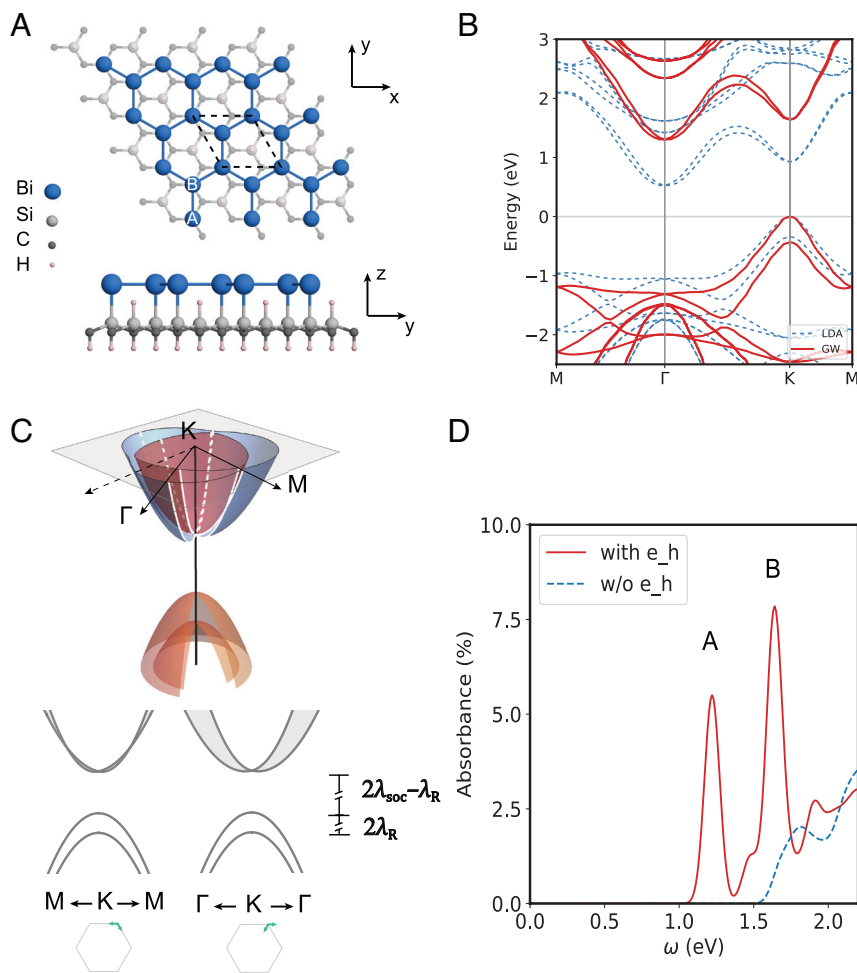 A
y
x
B
A
Bi
Si
C
H
z
y
B
Energy (eV)
3
2
1
0
−1
−2
M
Γ
K
M
LDA
GW
C
K
M
Γ
2λsoc−λR
2λR
M ← K → M
Γ ← K → Γ
D
10.0
7.5
5.0
2.5
0.0
Absorbance (%)
with e_h
w/o e_h
A
B
0.0
0.5
1.0
1.5
2.0
ω (eV)